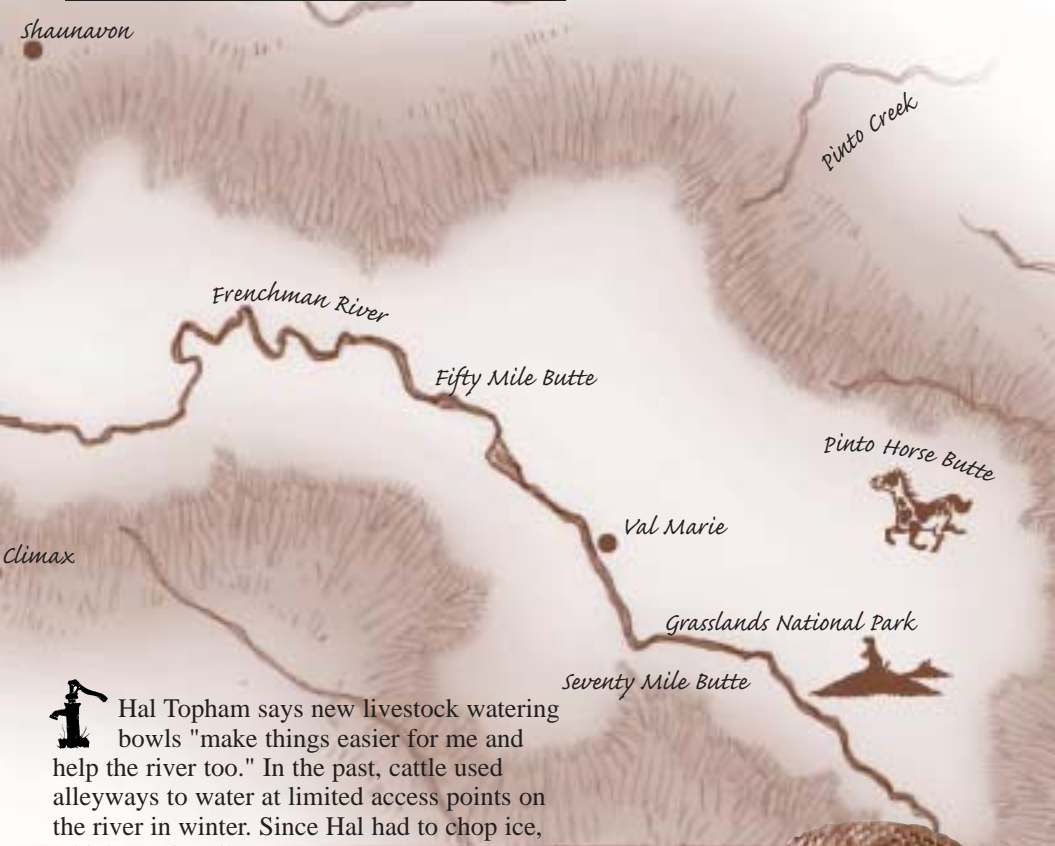 Shaunavon
Pinto Creek
Frenchman River
Fifty Mile Butte
Pinto Horse Butte
Val Marie
Climax
Grasslands National Park
Seventy Mile Butte
Hal Topham says new livestock watering
bowls "make things easier for me and
help the river too." In the past, cattle used
alleyways to water at limited access points on
the river in winter. Since Hal had to chop ice,